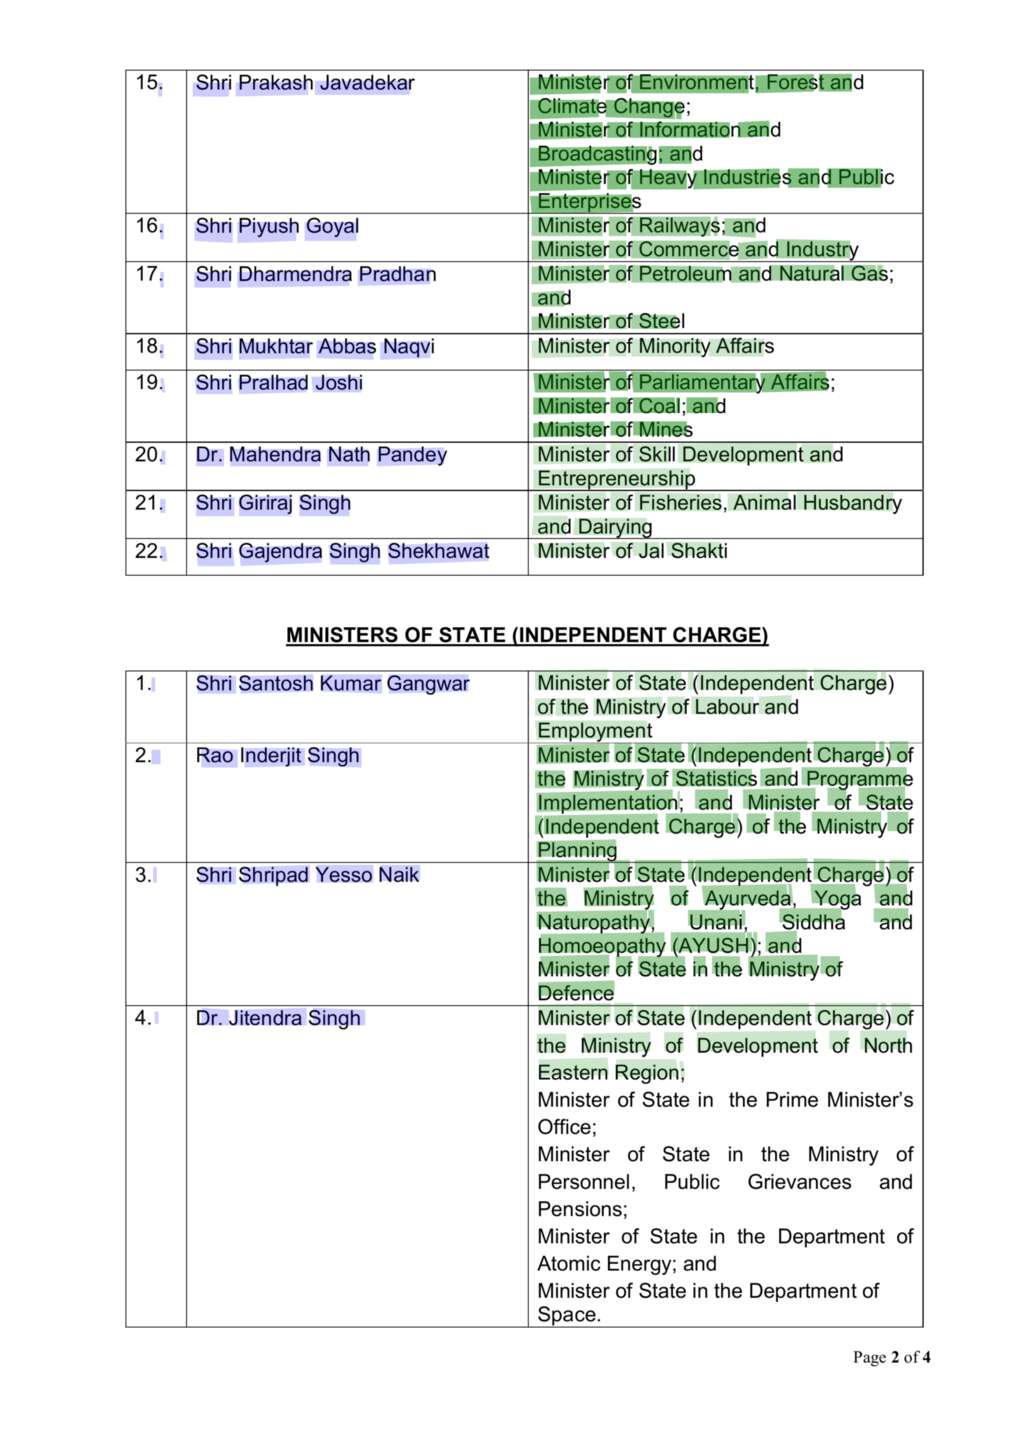 15. Shri Prakash Javadekar Minister of Environment, Forest and
Climate Change;
Minister of Information and
Broadcasting; and
Minister of Heavy Industries and Public
Enterprises
16. Shri Piyush Goyal Minister of Railways; and
Minister of Commerce and Industry
17. Shri Dharmendra Pradhan Minister of Petroleum and Natural Gas;
and
Minister of Steel
18. Shri Mukhtar Abbas Naqvi Minister of Minority Affairs
19. Shri Pralhad Joshi Minister of Parliamentary Affairs;
Minister of Coal; and
Minister of Mines
20. Dr. Mahendra Nath Pandey Minister of Skill Development and
Entrepreneurship
21. Shri Giriraj Singh Minister of Fisheries, Animal Husbandry
and Dairying
22. Shri Gajendra Singh Shekhawat Minister of Jal Shakti
MINISTERS OF STATE (INDEPENDENT CHARGE)
1. Shri Santosh Kumar Gangwar Minister of State (Independent Charge)
of the Ministry of Labour and
Employment
2. Rao Inderjit Singh Minister of State (Independent Charge) of
the Ministry of Statistics and Programme
Implementation; and Minister of State
(Independent Charge) of the Ministry of
Planning
3. Shri Shripad Yesso Naik Minister of State (Independent Charge) of
the Ministry of Ayurveda, Yoga and
Naturopathy, Unani, Siddha and
Homoeopathy (AYUSH); and
Minister of State in the Ministry of
Defence
4. Dr. Jitendra Singh Minister of State (Independent Charge) of
the Ministry of Development of North
Eastern Region;
Minister of State in the Prime Minister's
Office;
Minister of State in the Ministry of
Personnel, Public Grievances and
Pensions;
Minister of State in the Department of
Atomic Energy; and
Minister of State in the Department of
Space.
Page 2 of 4